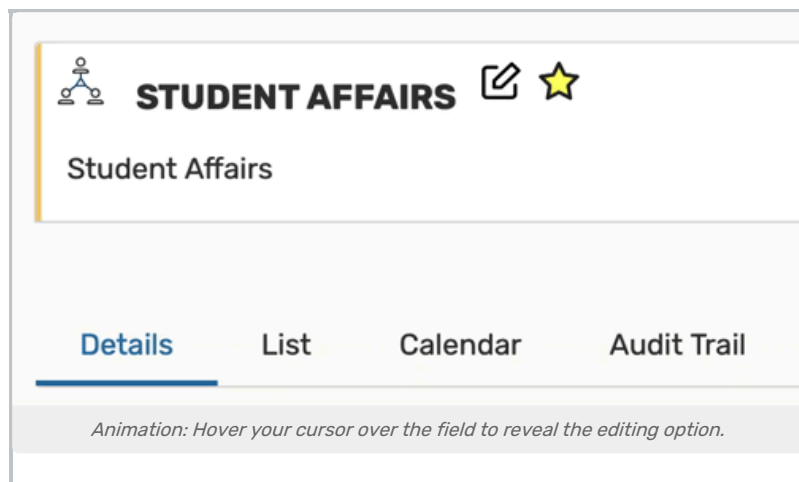 STUDENT AFFAIRS
Student Affairs
Details List Calendar Audit Trail
Animation: Hover your cursor over the field to reveal the editing option.